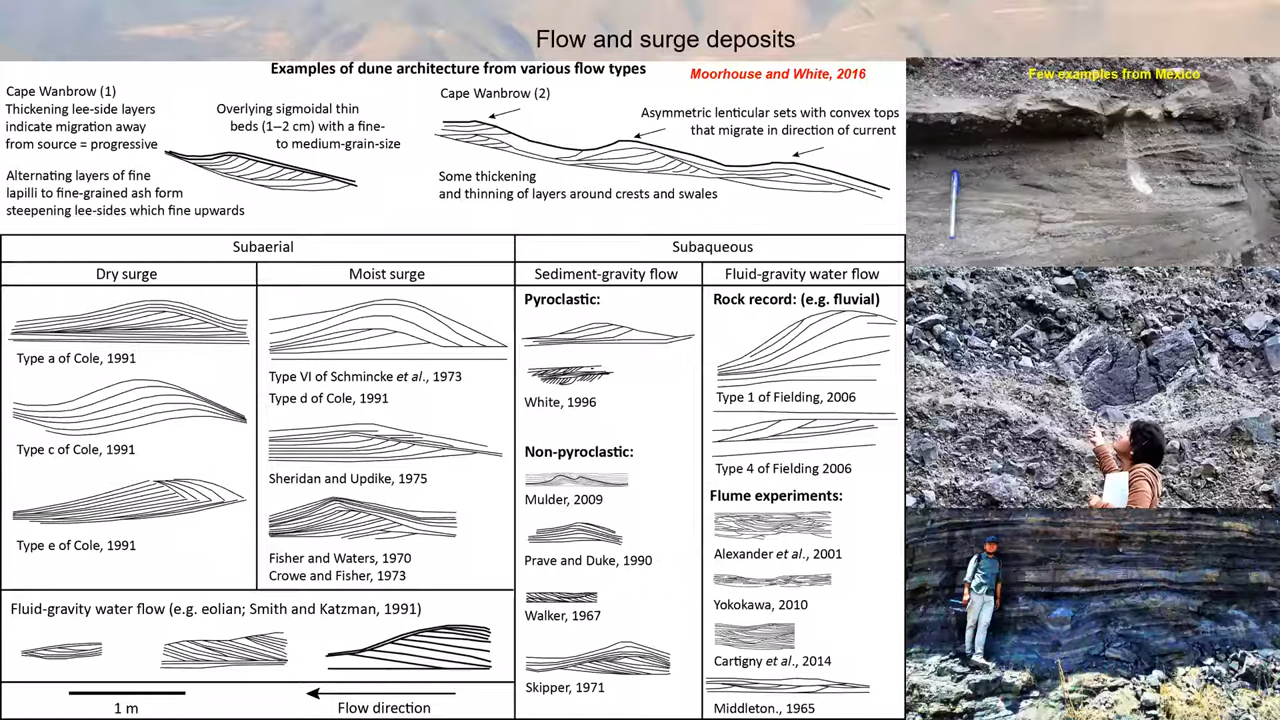 Flow and surge deposits
Examples of dune architecture from various flow types
Moorhouse and White, 2016
Few examples from Mexico
Cape Wanbrow (1)
Thickening lee-side layers
indicate migration away
from source = progressive
Alternating layers of fine
lapilli to fine-grained ash form
steepening lee-sides which fine upwards
Overlying sigmoidal thin
beds (1–2 cm) with a fine-
to medium-grain-size
Cape Wanbrow (2)
Asymmetric lenticular sets with convex tops
that migrate in direction of current
Some thickening
and thinning of layers around crests and swales
Subaerial
Subaqueous
Dry surge
Moist surge
Sediment-gravity flow
Fluid-gravity water flow
Type a of Cole, 1991
Type c of Cole, 1991
Type e of Cole, 1991
Type VI of Schmincke et al., 1973
Type d of Cole, 1991
Sheridan and Updike, 1975
Fisher and Waters, 1970
Crowe and Fisher, 1973
Pyroclastic:
White, 1996
Non-pyroclastic:
Mulder, 2009
Prave and Duke, 1990
Walker, 1967
Skipper, 1971
Rock record: (e.g. fluvial)
Type 1 of Fielding, 2006
Type 4 of Fielding 2006
Flume experiments:
Alexander et al., 2001
Yokokawa, 2010
Cartigny et al., 2014
Middleton., 1965
Fluid-gravity water flow (e.g. eolian; Smith and Katzman, 1991)
1 m
Flow direction